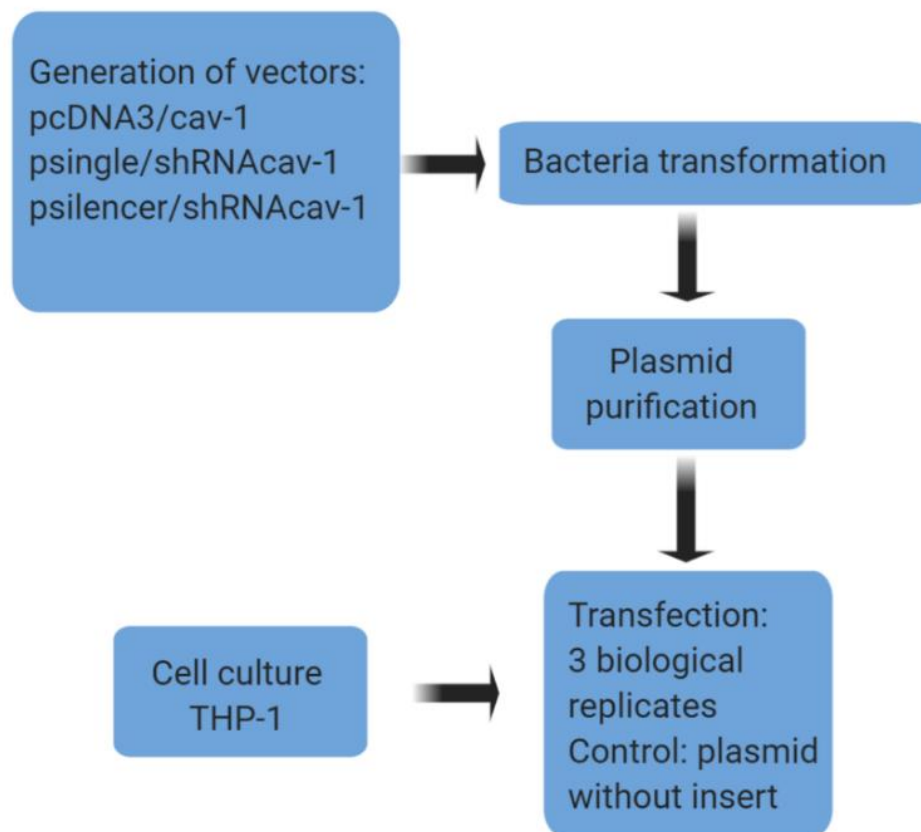 Generation of vectors:
pcDNA3/cav-1
psingle/shRNAcav-1
psilencer/shRNAcav-1
Bacteria transformation
Plasmid
purification
Cell culture
THP-1
Transfection:
3 biological
replicates
Control: plasmid
without insert